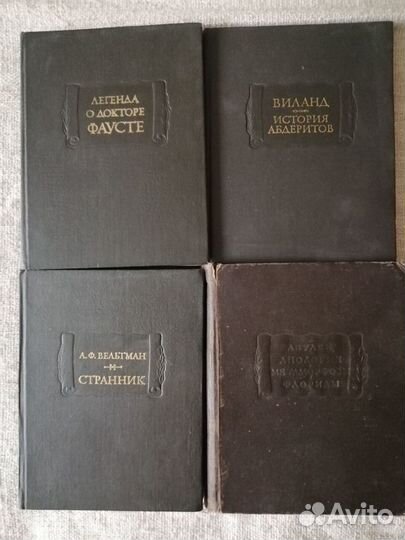 ЛЕГЕНДА
О ДОКТОРЕ
ФАУСТЕ
ВИЛАНД
ИСТОРИЯ
АБДЕРИТОВ
А.Ф. ВЕЛЬТМАН
СТРАННИК
АПУЛЕЙ
АПОЛОГИЯ
МЕТАМОРФОЗЫ
ФЛОРИДЫ
Avito